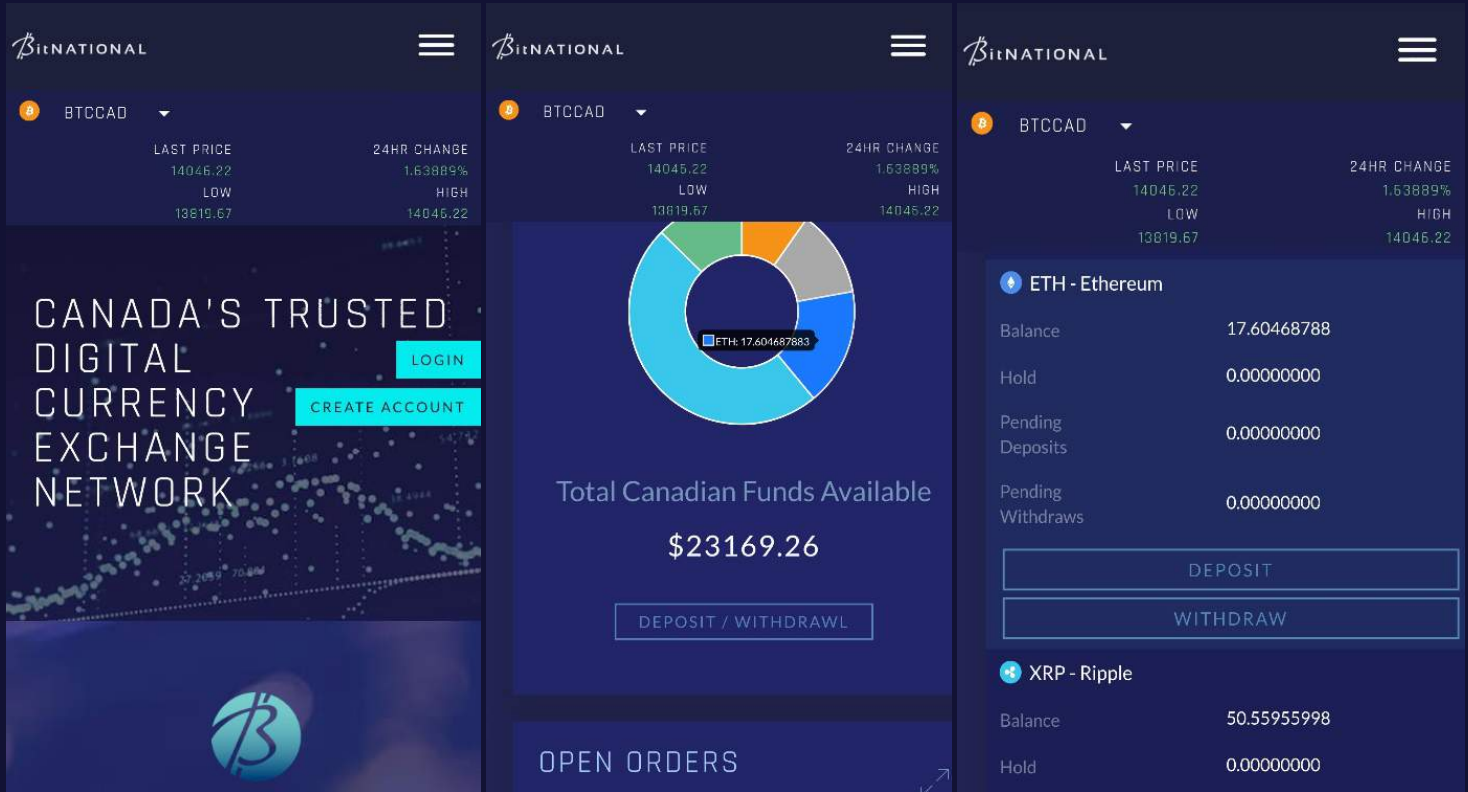 BitNATIONAL
BTCCAD
LAST PRICE 24HR CHANGE
14046.22 1.63889%
LOW HIGH
13819.67 14046.22
CANADA'S TRUSTED
DIGITAL
CURRENCY
EXCHANGE
NETWORK
LOGIN
CREATE ACCOUNT
27.2059 70.884
BitNATIONAL
BTCCAD
LAST PRICE 24HR CHANGE
14046.22 1.63889%
LOW HIGH
13819.67 14046.22
ETH: 17.604687883
Total Canadian Funds Available
$23169.26
DEPOSIT / WITHDRAWL
OPEN ORDERS
BitNATIONAL
BTCCAD
LAST PRICE 24HR CHANGE
14046.22 1.63889%
LOW HIGH
13819.67 14046.22
ETH - Ethereum
Balance 17.60468788
Hold 0.00000000
Pending
Deposits 0.00000000
Pending
Withdraws 0.00000000
DEPOSIT
WITHDRAW
XRP - Ripple
Balance 50.55955998
Hold 0.00000000